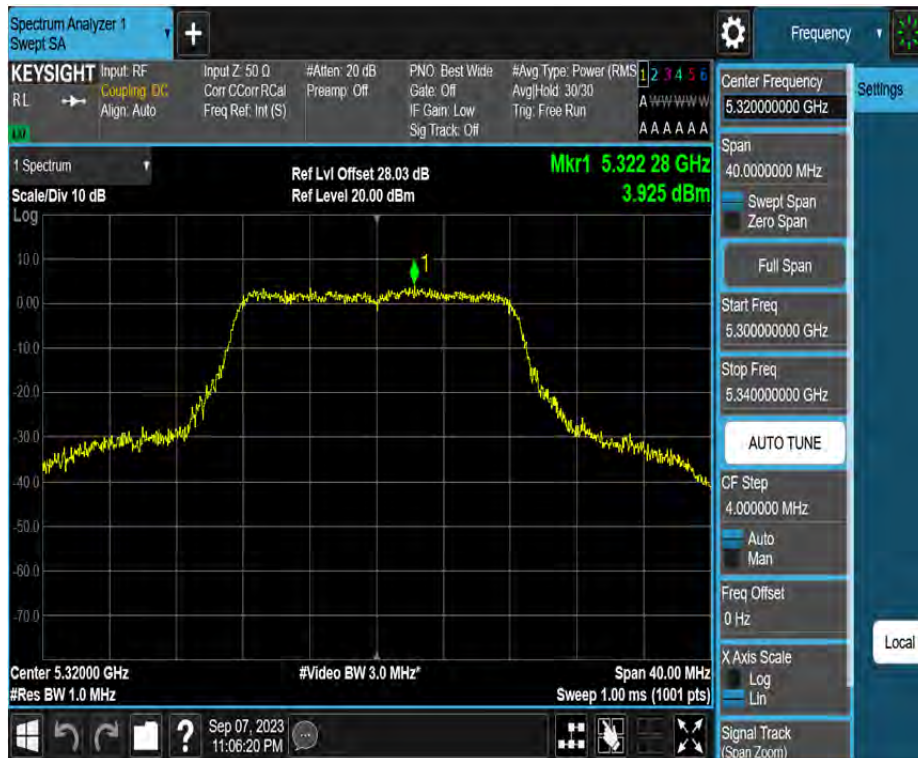 Spectrum Analyzer 1
Swept SA
+
Frequency
KEYSIGHT
RL
Input: RF
Coupling: DC
Align: Auto
Input Z: 50 Ω
Corr CCorr RCal
Freq Ref: Int (S)
#Atten: 20 dB
Preamp: Off
PNO: Best Wide
Gate: Off
IF Gain: Low
Sig Track: Off
#Avg Type: Power (RMS
Avg|Hold: 30/30
Trig: Free Run
1 2 3 4 5 6
A W W W W W
A A A A A A
1 Spectrum
Scale/Div 10 dB
Log
Ref Lvl Offset 28.03 dB
Ref Level 20.00 dBm
Mkr1 5.322 28 GHz
3.925 dBm
1
10.0
0.00
-10.0
-20.0
-30.0
-40.0
-50.0
-60.0
-70.0
Center 5.32000 GHz
#Res BW 1.0 MHz
#Video BW 3.0 MHz*
Span 40.00 MHz
Sweep 1.00 ms (1001 pts)
?
Sep 07, 2023
11:06:20 PM
Center Frequency
5.320000000 GHz
Span
40.0000000 MHz
Swept Span
Zero Span
Full Span
Start Freq
5.300000000 GHz
Stop Freq
5.340000000 GHz
AUTO TUNE
CF Step
4.000000 MHz
Auto
Man
Freq Offset
0 Hz
X Axis Scale
Log
Lin
Signal Track
(Span Zoom)
Settings
Local